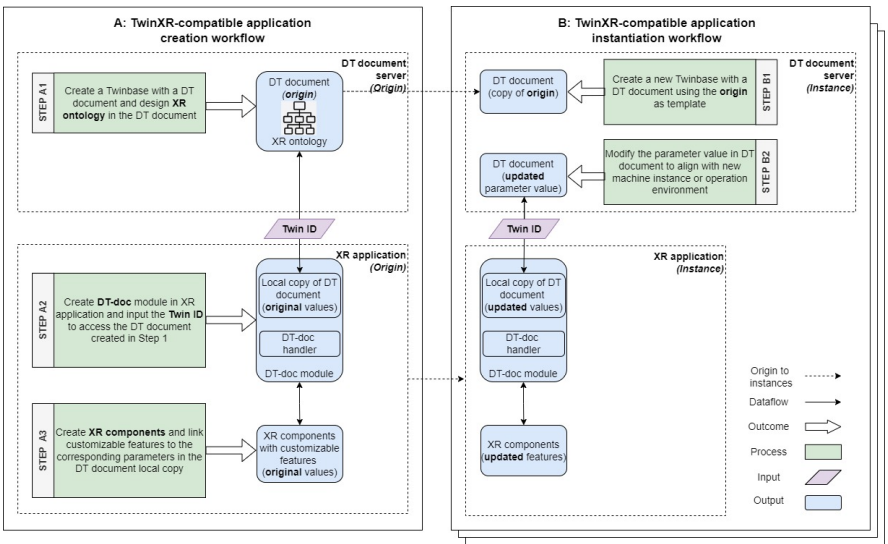 A: TwinXR-compatible application
creation workflow
DT document
server
(Origin)
STEP A1
Create a Twinbase with a DT
document and design XR
ontology in the DT document
DT document
(origin)
XR ontology
Twin ID
XR application
(Origin)
STEP A2
Create DT-doc module in XR
application and input the Twin ID
to access the DT document
created in Step 1
Local copy of DT
document
(original values)
DT-doc
handler
DT-doc module
STEP A3
Create XR components and link
customizable features to the
corresponding parameters in the
DT document local copy
XR components
with customizable
features
(original values)
B: TwinXR-compatible application
instantiation workflow
DT document
server
(Instance)
DT document
(copy of origin)
Create a new Twinbase with a
DT document using the origin
as template
STEP B1
DT document
(updated
parameter value)
Modify the parameter value in DT
document to align with new
machine instance or operation
environment
STEP B2
Twin ID
XR application
(Instance)
Local copy of DT
document
(updated values)
DT-doc
handler
DT-doc module
XR components
(updated features)
Origin to
instances
Dataflow
Outcome
Process
Input
Output